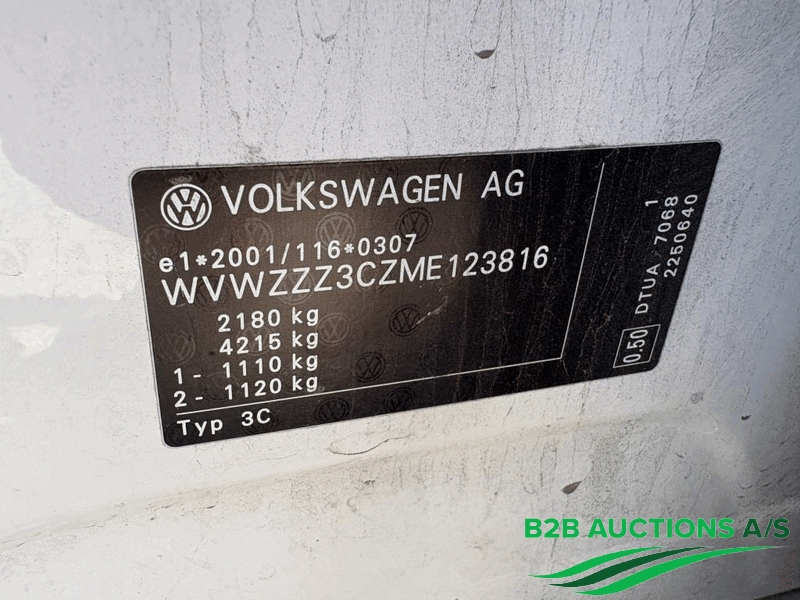 VOLKSWAGEN AG
e1*2001/116*0307
WVWZZZ3CZME123816
2180 kg
4215 kg
1 - 1110 kg
2 - 1120 kg
Typ 3C
0.50
DTUA 7068 1
2250640
B2B AUCTIONS A/S